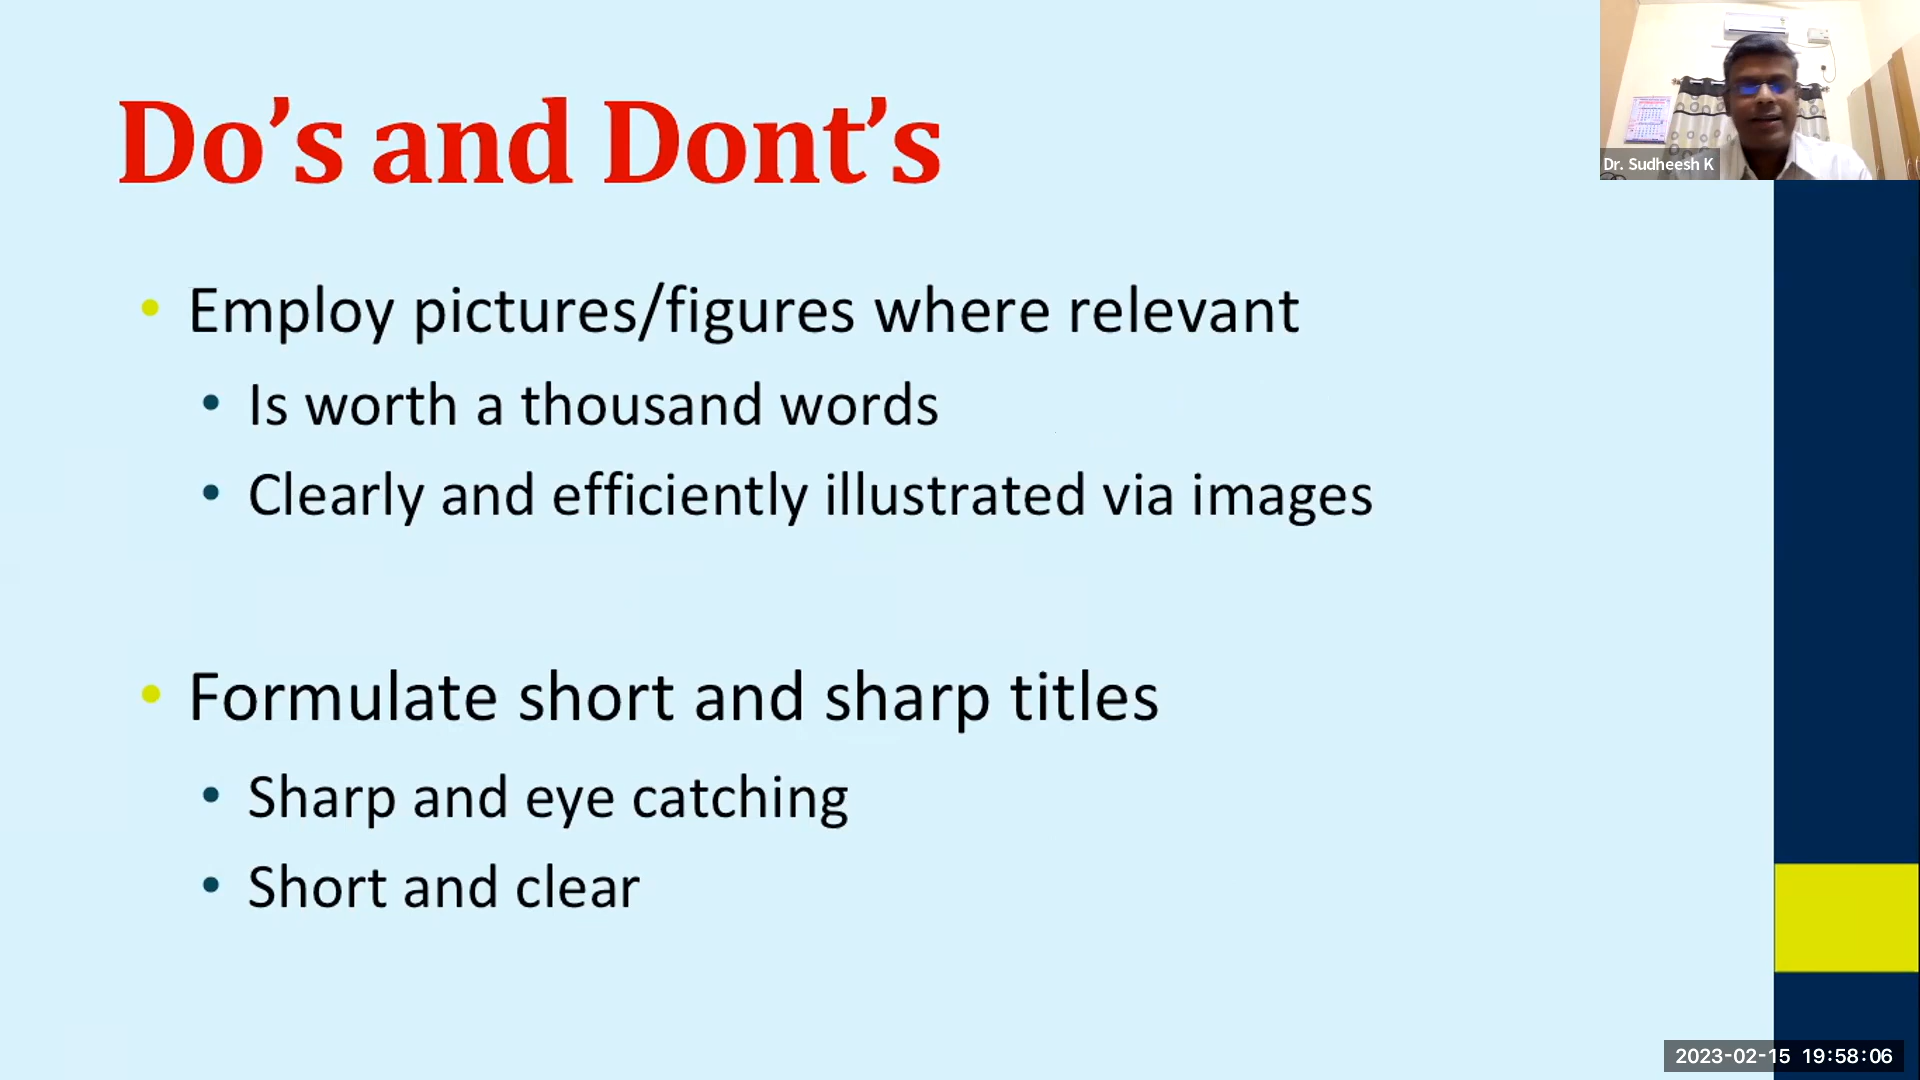 Do’s and Dont’s
Dr. Sudheesh K
• Employ pictures/figures where relevant
• Is worth a thousand words
• Clearly and efficiently illustrated via images
• Formulate short and sharp titles
• Sharp and eye catching
• Short and clear
2023-02-15 19:58:06